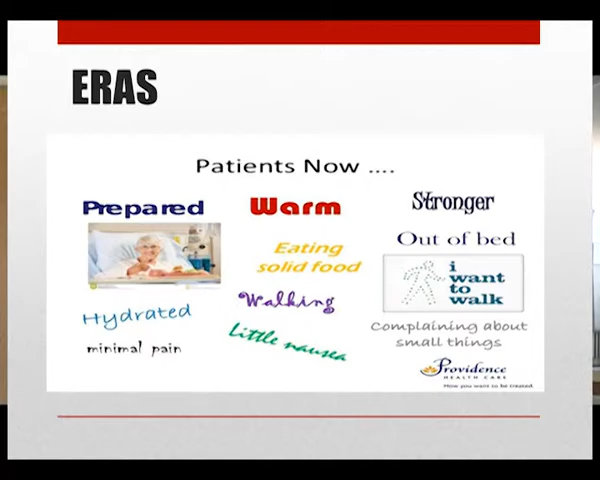 ERAS
Patients Now ....
Prepared
Warm
Stronger
Eating
solid food
Out of bed
i
want
to
walk
Hydrated
Walking
Complaining about
small things
minimal pain
Little nausea
Providence
HEALTH CARE
How you want to be treated.